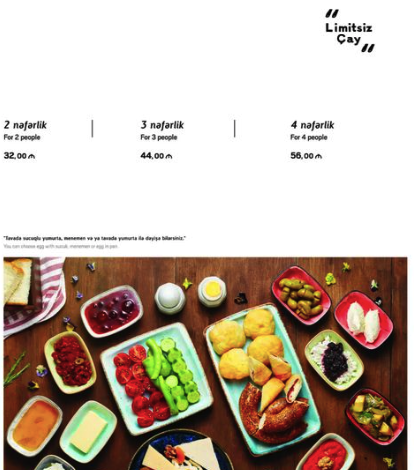 Limitsiz
Çay
2 nəfərlik
For 2 people
32,00 ₼
3 nəfərlik
For 3 people
44,00 ₼
4 nəfərlik
For 4 people
56,00 ₼
"Tavada sucuqlu yumurta, menemen və ya tavada yumurta ilə dəyişə bilərsiniz."
You can choose egg with sucuk, menemen or egg in pan.